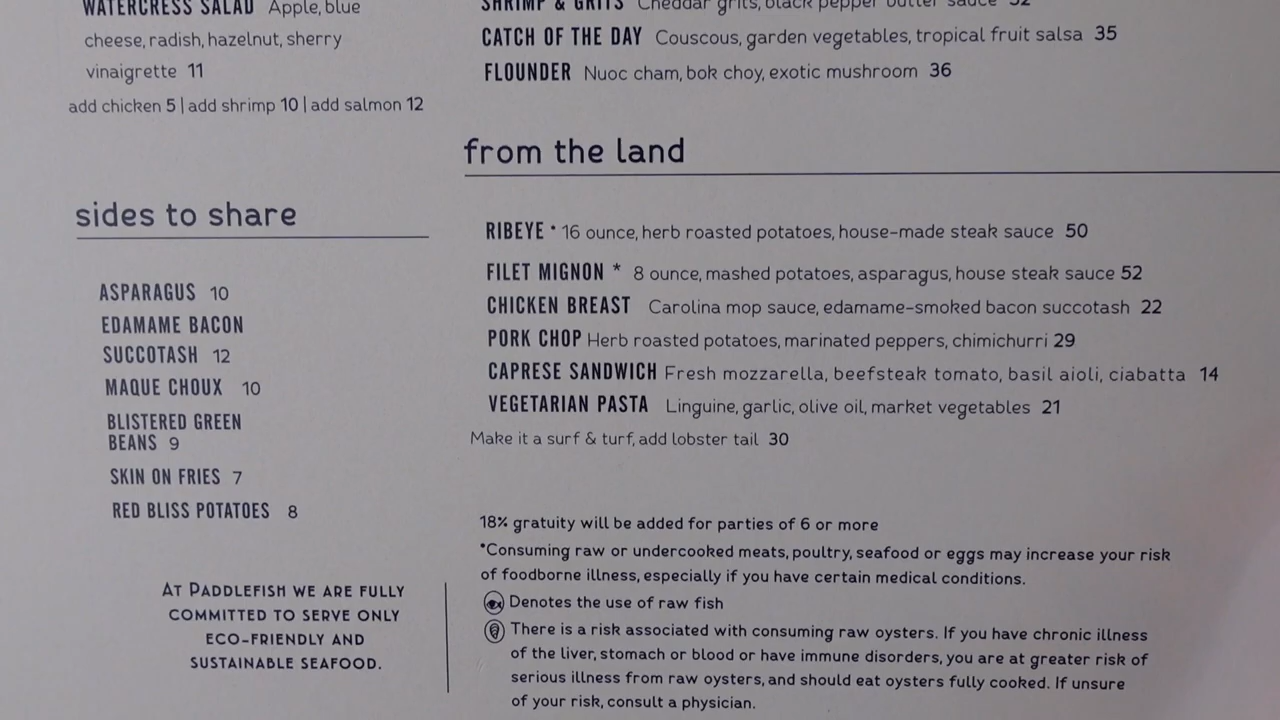 WATERCRESS SALAD Apple, blue
cheese, radish, hazelnut, sherry
vinaigrette 11
add chicken 5 | add shrimp 10 | add salmon 12
sides to share
ASPARAGUS 10
EDAMAME BACON
SUCCOTASH 12
MAQUE CHOUX 10
BLISTERED GREEN
BEANS 9
SKIN ON FRIES 7
RED BLISS POTATOES 8
AT PADDLEFISH WE ARE FULLY
COMMITTED TO SERVE ONLY
ECO-FRIENDLY AND
SUSTAINABLE SEAFOOD.
SHRIMP & GRITS Cheddar grits, black pepper butter sauce 32
CATCH OF THE DAY Couscous, garden vegetables, tropical fruit salsa 35
FLOUNDER Nuoc cham, bok choy, exotic mushroom 36
from the land
RIBEYE * 16 ounce, herb roasted potatoes, house-made steak sauce 50
FILET MIGNON * 8 ounce, mashed potatoes, asparagus, house steak sauce 52
CHICKEN BREAST Carolina mop sauce, edamame-smoked bacon succotash 22
PORK CHOP Herb roasted potatoes, marinated peppers, chimichurri 29
CAPRESE SANDWICH Fresh mozzarella, beefsteak tomato, basil aioli, ciabatta 14
VEGETARIAN PASTA Linguine, garlic, olive oil, market vegetables 21
Make it a surf & turf, add lobster tail 30
18% gratuity will be added for parties of 6 or more
*Consuming raw or undercooked meats, poultry, seafood or eggs may increase your risk
of foodborne illness, especially if you have certain medical conditions.
Denotes the use of raw fish
There is a risk associated with consuming raw oysters. If you have chronic illness
of the liver, stomach or blood or have immune disorders, you are at greater risk of
serious illness from raw oysters, and should eat oysters fully cooked. If unsure
of your risk, consult a physician.